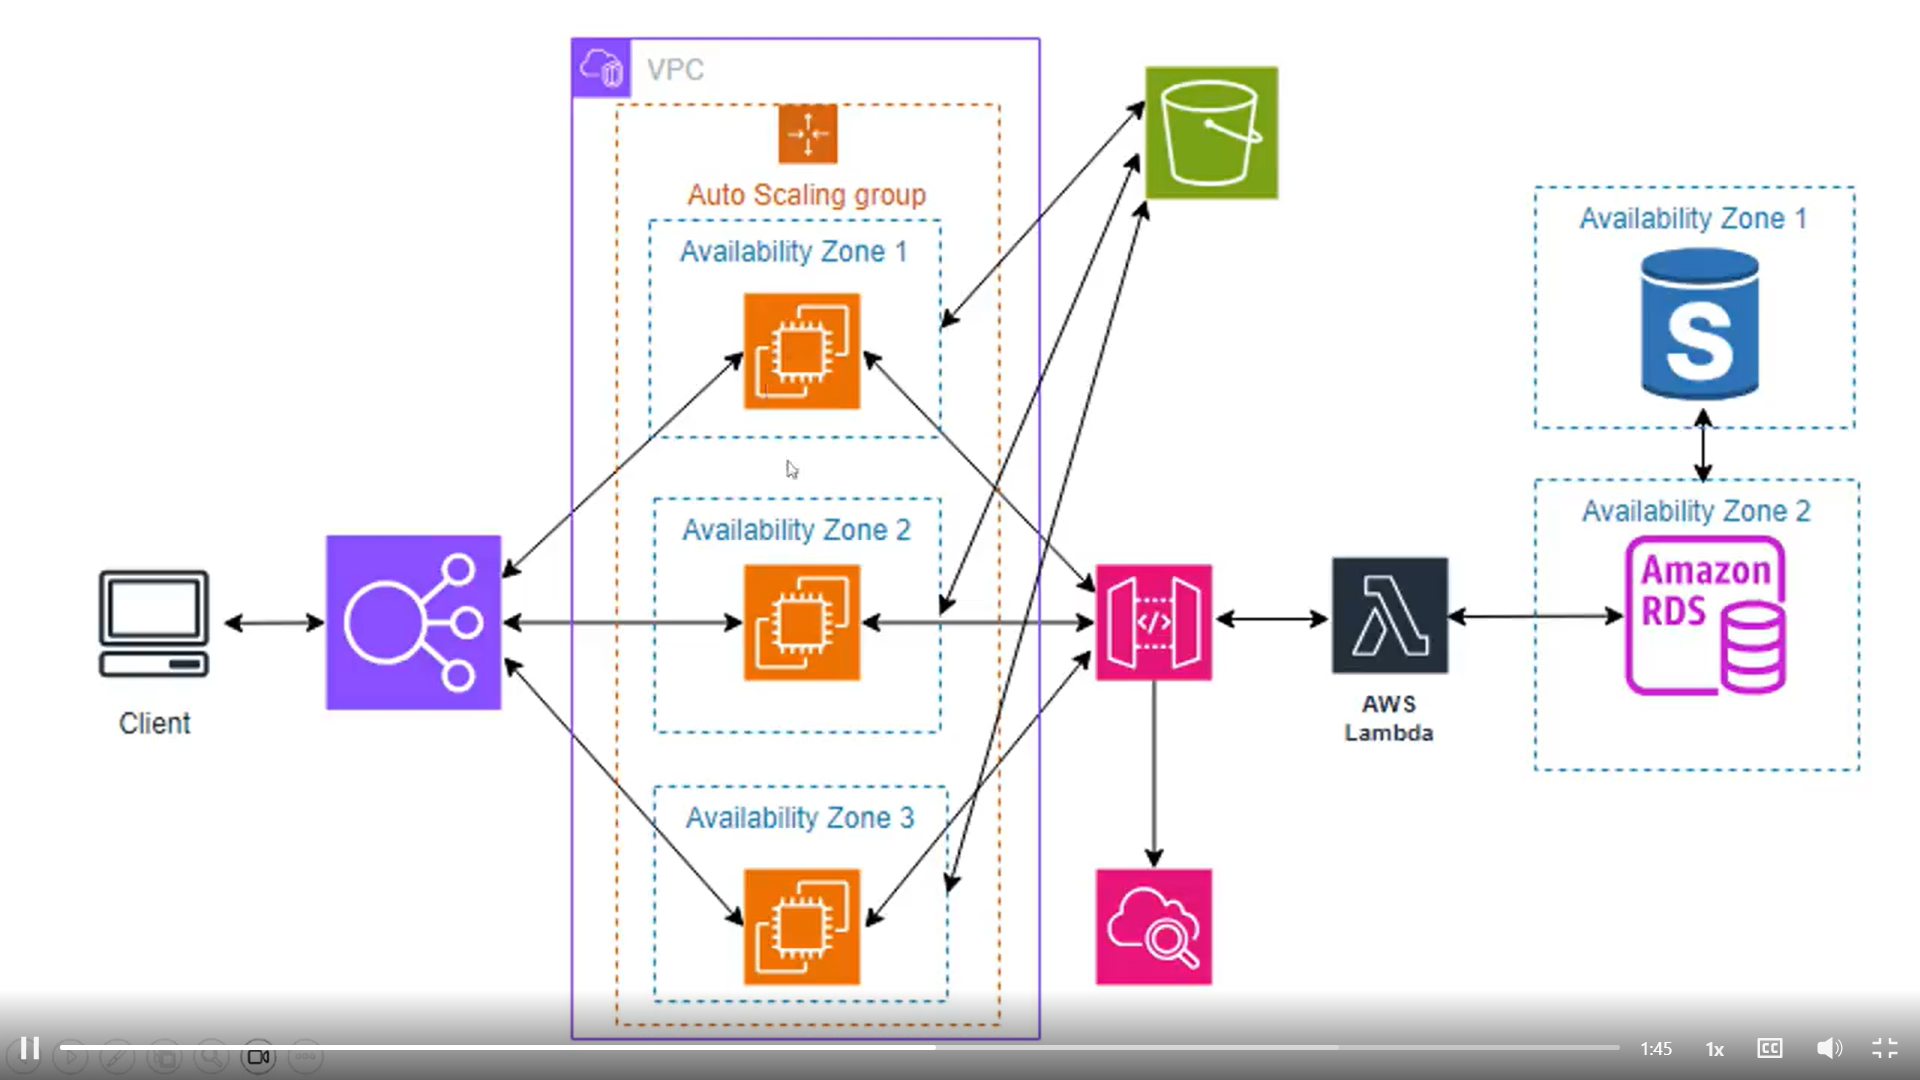 VPC
Auto Scaling group
Availability Zone 1
Availability Zone 2
Availability Zone 3
Client
</>
AWS
Lambda
Availability Zone 1
S
Availability Zone 2
Amazon
RDS
1:45
1x
CC